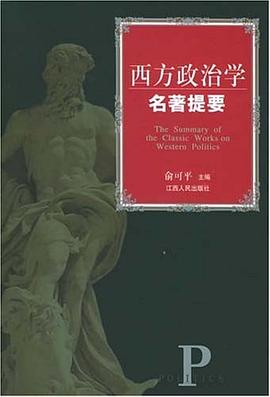 西方政治学
名著提要
The Summary of
the Classic Works on
Western Politics
俞可平 主编
江西人民出版社
P
POLITICS